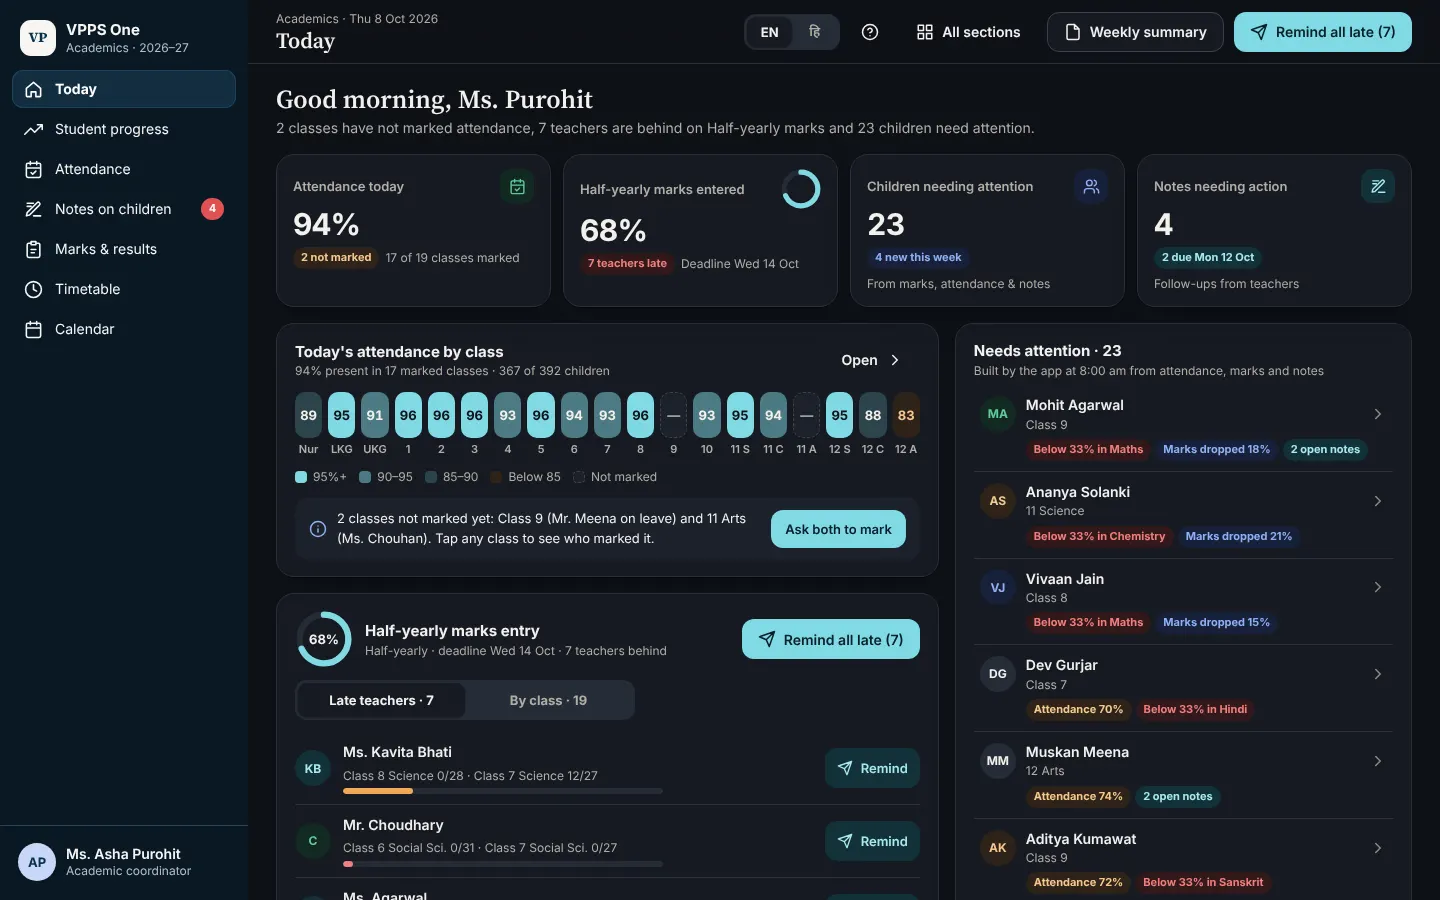 VP
VPPS One
Academics · 2026–27
Today
Student progress
Attendance
Notes on children
4
Marks & results
Timetable
Calendar
AP
Ms. Asha Purohit
Academic coordinator
Academics · Thu 8 Oct 2026
Today
EN
हि
All sections
Weekly summary
Remind all late (7)
Good morning, Ms. Purohit
2 classes have not marked attendance, 7 teachers are behind on Half-yearly marks and 23 children need attention.
Attendance today
94%
2 not marked 17 of 19 classes marked
Half-yearly marks entered
68%
7 teachers late Deadline Wed 14 Oct
Children needing attention
23
4 new this week
From marks, attendance & notes
Notes needing action
4
2 due Mon 12 Oct
Follow-ups from teachers
Today's attendance by class
94% present in 17 marked classes · 367 of 392 children
Open
89 95 91 96 96 96 93 96 94 93 96 — 93 95 94 — 95 88 83
Nur LKG UKG 1 2 3 4 5 6 7 8 9 10 11 S 11 C 11 A 12 S 12 C 12 A
95%+ 90–95 85–90 Below 85 Not marked
2 classes not marked yet: Class 9 (Mr. Meena on leave) and 11 Arts
(Ms. Chouhan). Tap any class to see who marked it.
Ask both to mark
68%
Half-yearly marks entry
Half-yearly · deadline Wed 14 Oct · 7 teachers behind
Remind all late (7)
Late teachers · 7
By class · 19
KB
Ms. Kavita Bhati
Class 8 Science 0/28 · Class 7 Science 12/27
Remind
C
Mr. Choudhary
Class 6 Social Sci. 0/31 · Class 7 Social Sci. 0/27
Remind
Ms. Agarwal
Needs attention · 23
Built by the app at 8:00 am from attendance, marks and notes
MA
Mohit Agarwal
Class 9
Below 33% in Maths Marks dropped 18% 2 open notes
AS
Ananya Solanki
11 Science
Below 33% in Chemistry Marks dropped 21%
VJ
Vivaan Jain
Class 8
Below 33% in Maths Marks dropped 15%
DG
Dev Gurjar
Class 7
Attendance 70% Below 33% in Hindi
MM
Muskan Meena
12 Arts
Attendance 74% 2 open notes
AK
Aditya Kumawat
Class 9
Attendance 72% Below 33% in Sanskrit